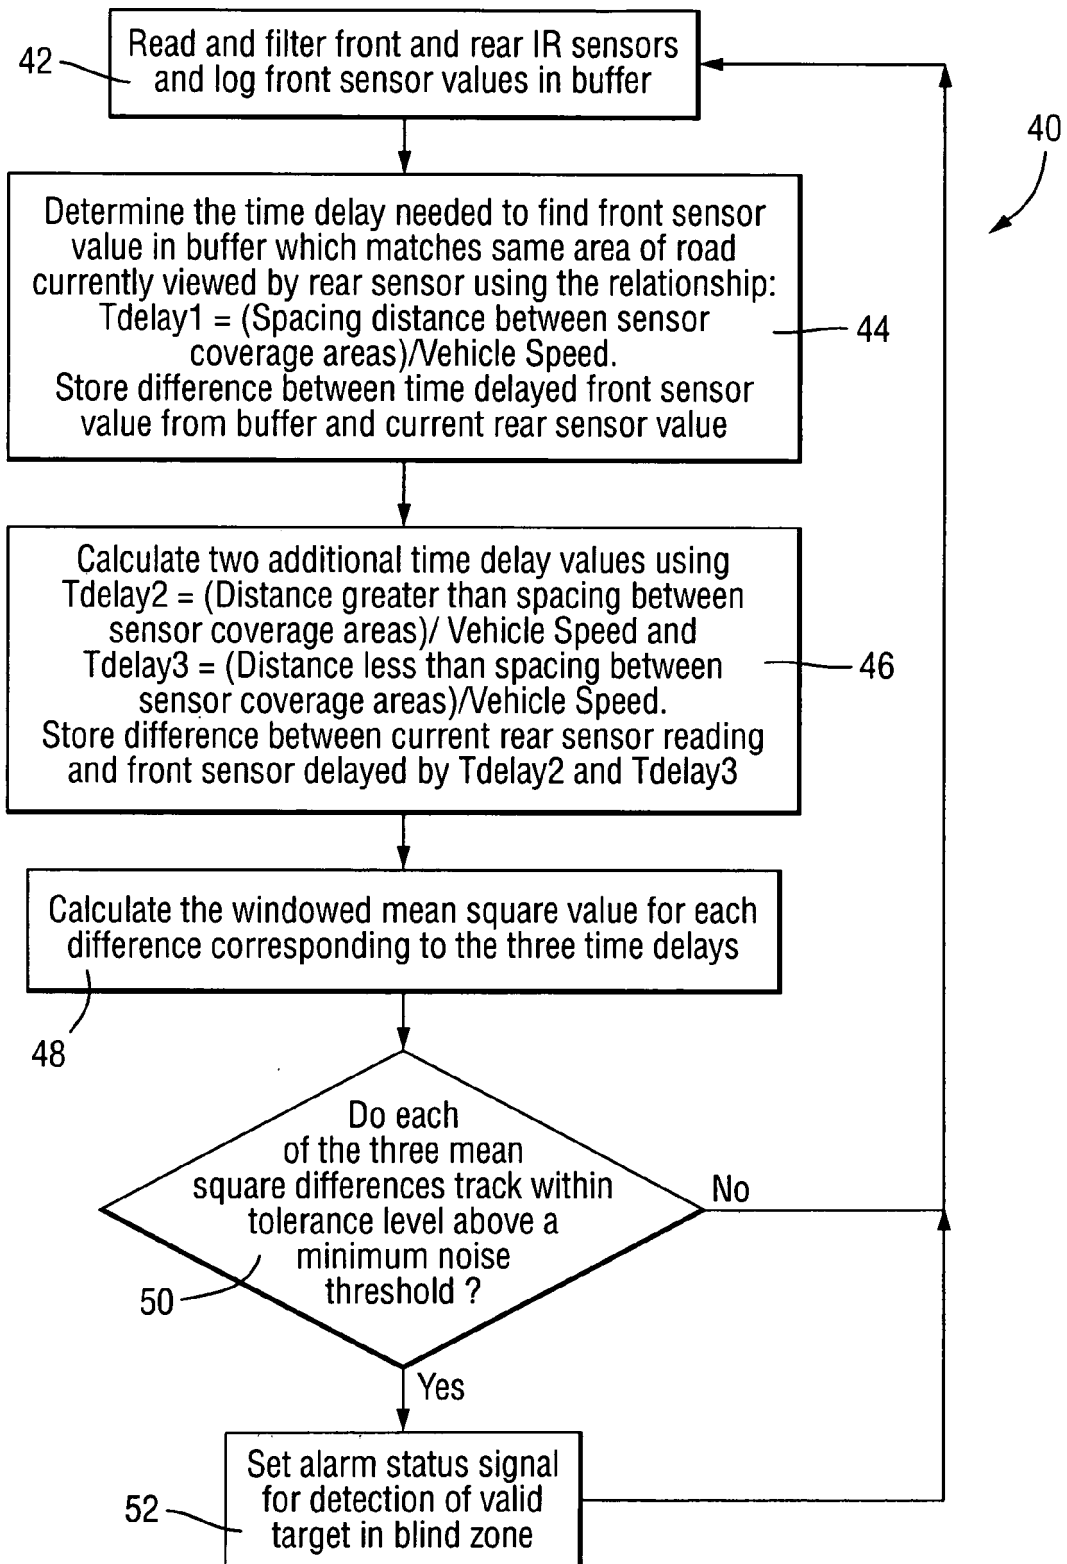 Read and filter front and rear IR sensors
and log front sensor values in buffer
42
40
Determine the time delay needed to find front sensor
value in buffer which matches same area of road
currently viewed by rear sensor using the relationship:
Tdelay1 = (Spacing distance between sensor
coverage areas)/Vehicle Speed.
Store difference between time delayed front sensor
value from buffer and current rear sensor value
44
Calculate two additional time delay values using
Tdelay2 = (Distance greater than spacing between
sensor coverage areas)/ Vehicle Speed and
Tdelay3 = (Distance less than spacing between
sensor coverage areas)/Vehicle Speed.
Store difference between current rear sensor reading
and front sensor delayed by Tdelay2 and Tdelay3
46
Calculate the windowed mean square value for each
difference corresponding to the three time delays
48
Do each
of the three mean
square differences track within
tolerance level above a
minimum noise
threshold ?
50
No
Yes
Set alarm status signal
for detection of valid
target in blind zone
52